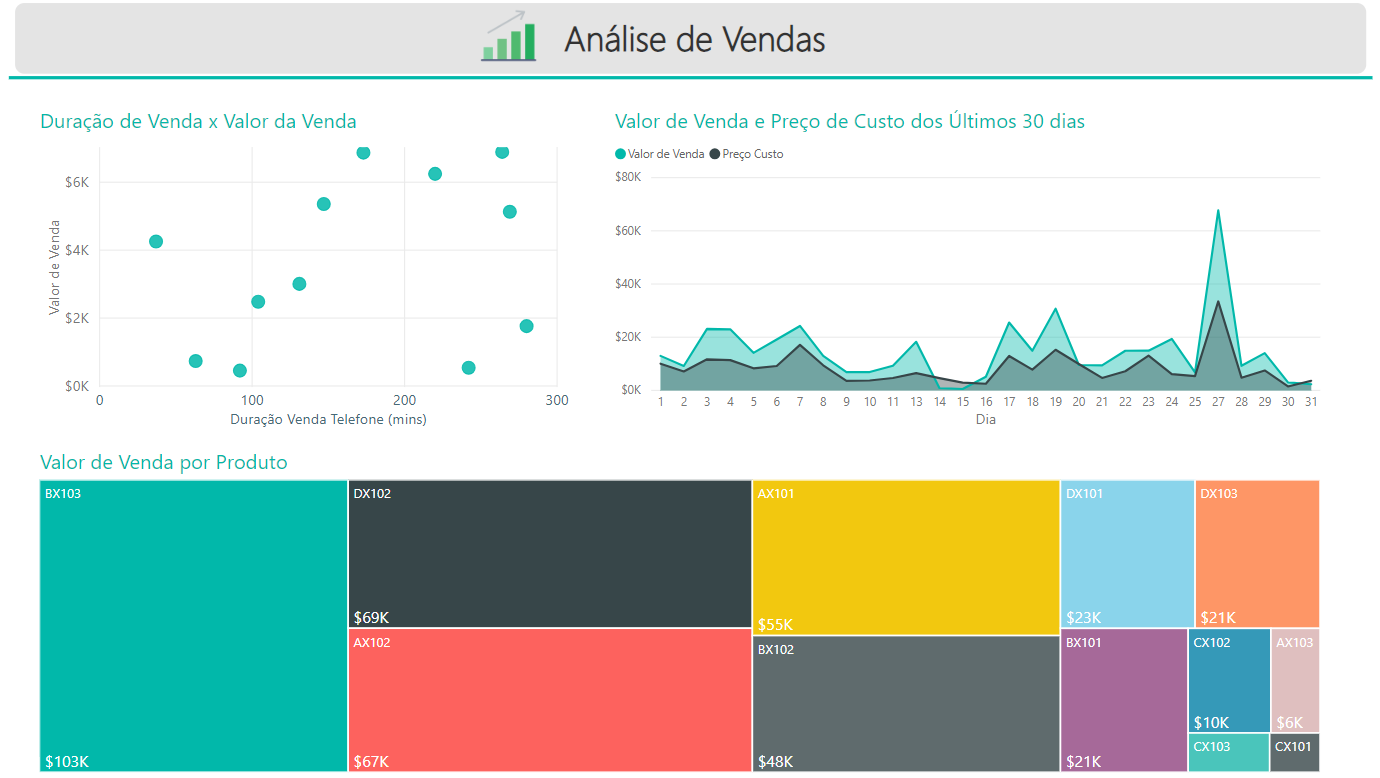 Análise de Vendas
Duração de Venda x Valor da Venda
$6K
$4K
$2K
$0K
Valor de Venda
0 100 200 300
Duração Venda Telefone (mins)
Valor de Venda e Preço de Custo dos Últimos 30 dias
Valor de Venda Preço Custo
$80K
$60K
$40K
$20K
$0K
1 2 3 4 5 6 7 8 9 10 11 13 14 15 16 17 18 19 20 21 22 23 24 25 27 28 29 30 31
Dia
Valor de Venda por Produto
BX103
$103K
DX102
$69K
AX102
$67K
AX101
$55K
BX102
$48K
DX101
$23K
DX103
$21K
BX101
$21K
CX102
$10K
AX103
$6K
CX103
CX101